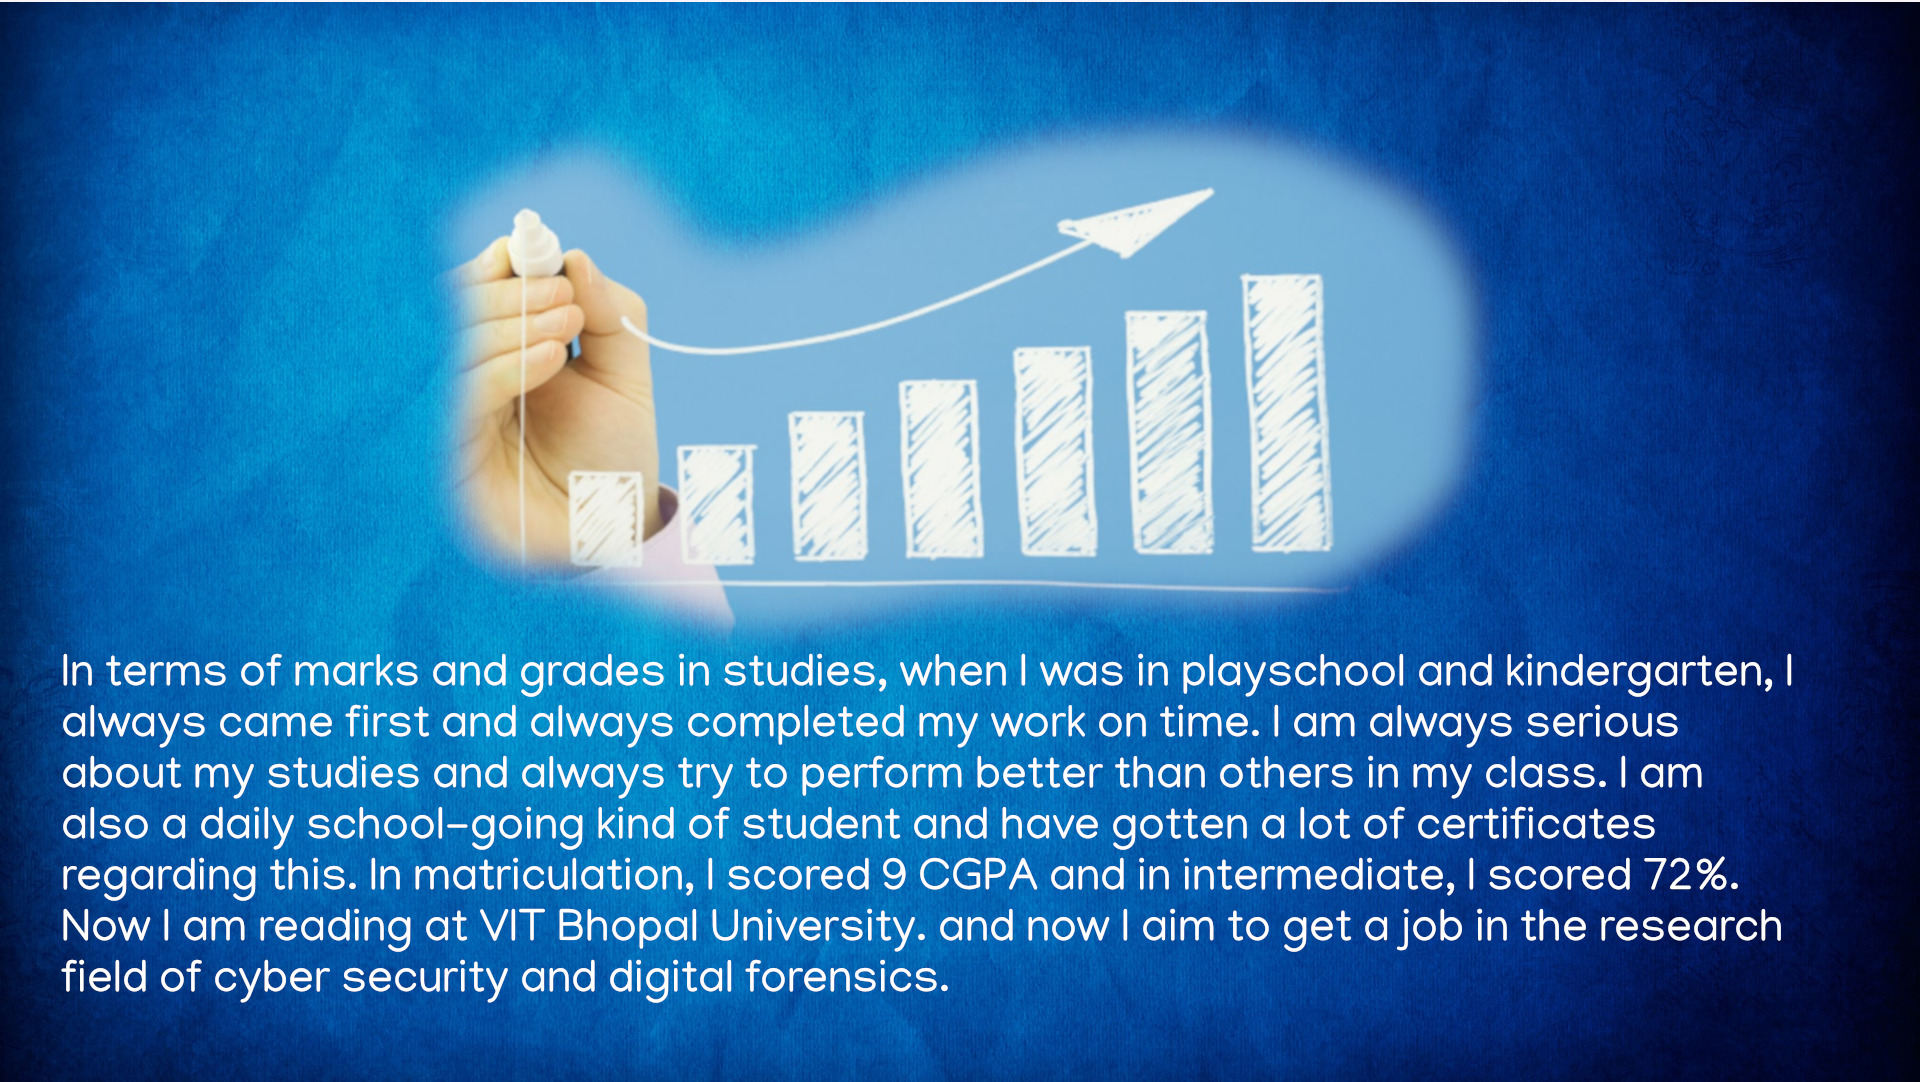 In terms of marks and grades in studies, when I was in playschool and kindergarten, I
always came first and always completed my work on time. I am always serious
about my studies and always try to perform better than others in my class. I am
also a daily school-going kind of student and have gotten a lot of certificates
regarding this. In matriculation, I scored 9 CGPA and in intermediate, I scored 72%.
Now I am reading at VIT Bhopal University. and now I aim to get a job in the research
field of cyber security and digital forensics.